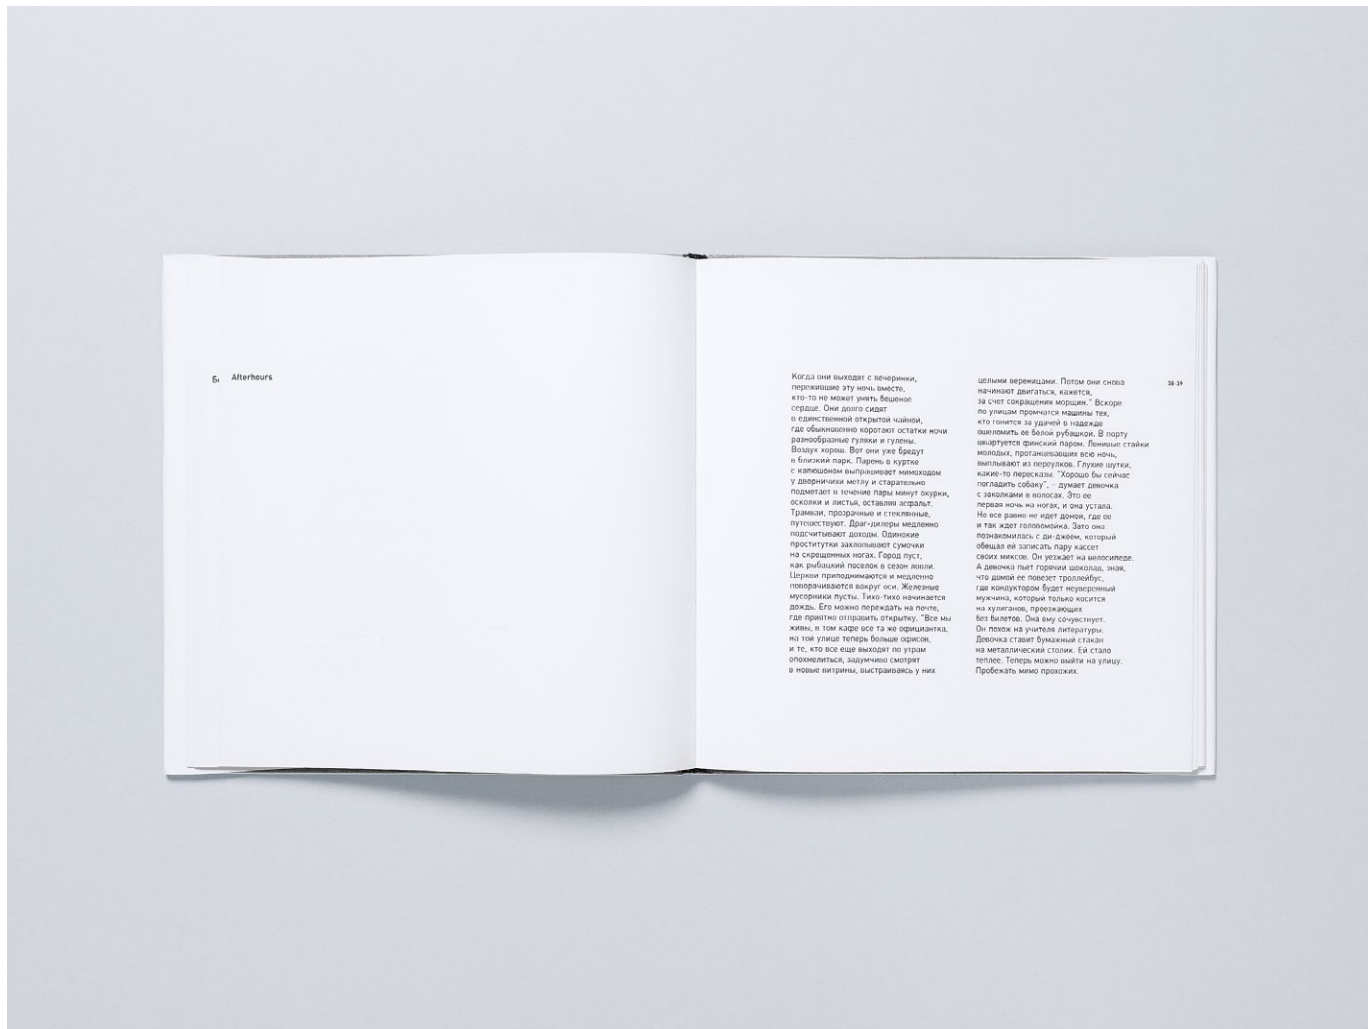 Afterhours
Когда они выходят с вечеринки,
пережившие эту ночь вместе,
кто-то не может унять бешеное
сердце. Они долго сидят
в единственной открытой чайной,
где обыкновенно коротают остатки ночи
разнообразные гуляки и гулены.
Воздух хорош. Вот они уже бредут
в близкий парк. Парень в куртке
с капюшоном выпрашивает мимоходом
у дворничихи метлу и старательно
подметает в течение пары минут окурки,
осколки и листья, оставляя асфальт.
Трамваи, прозрачные и стеклянные,
путешествуют. Драг-дилеры медленно
подсчитывают доходы. Одинокие
проститутки захлопывают сумочки
на скрещенных ногах. Город пуст,
как рыбацкий поселок в сезон ловли.
Церкви приподнимаются и медленно
поворачиваются вокруг оси. Железные
мусорники пусты. Тихо-тихо начинается
дождь. Его можно переждать на почте,
где приятно отправить открытку. "Все мы
живы, в том кафе все та же официантка,
на той улице теперь больше офисов,
и те, кто все еще выходят по утрам
опохмелиться, задумчиво смотрят
в новые витрины, выстраиваясь у них
целыми вереницами. Потом они снова
начинают двигаться, кажется,
за счет сокращения морщин." Вскоре
по улицам промчатся машины тех,
кто гонится за удачей в надежде
ошеломить ее белой рубашкой. В порту
швартуется финский паром. Ленивые стайки
молодых, протанцевавших всю ночь,
выплывают из переулков. Глухие шутки,
какие-то пересказы. "Хорошо бы сейчас
погладить собаку", – думает девочка
с заколками в волосах. Это ее
первая ночь на ногах, и она устала.
Но все равно не идет домой, где ее
и так ждет головомойка. Зато она
познакомилась с ди-джеем, который
обещал ей записать пару кассет
своих миксов. Он уезжает на велосипеде.
А девочка пьет горячий шоколад, зная,
что домой ее повезет троллейбус,
где кондуктором будет неуверенный
мужчина, который только косится
на хулиганов, проезжающих
без билетов. Она ему сочувствует.
Он похож на учителя литературы.
Девочка ставит бумажный стакан
на металлический столик. Ей стало
теплее. Теперь можно выйти на улицу.
Пробежать мимо прохожих.
38-39